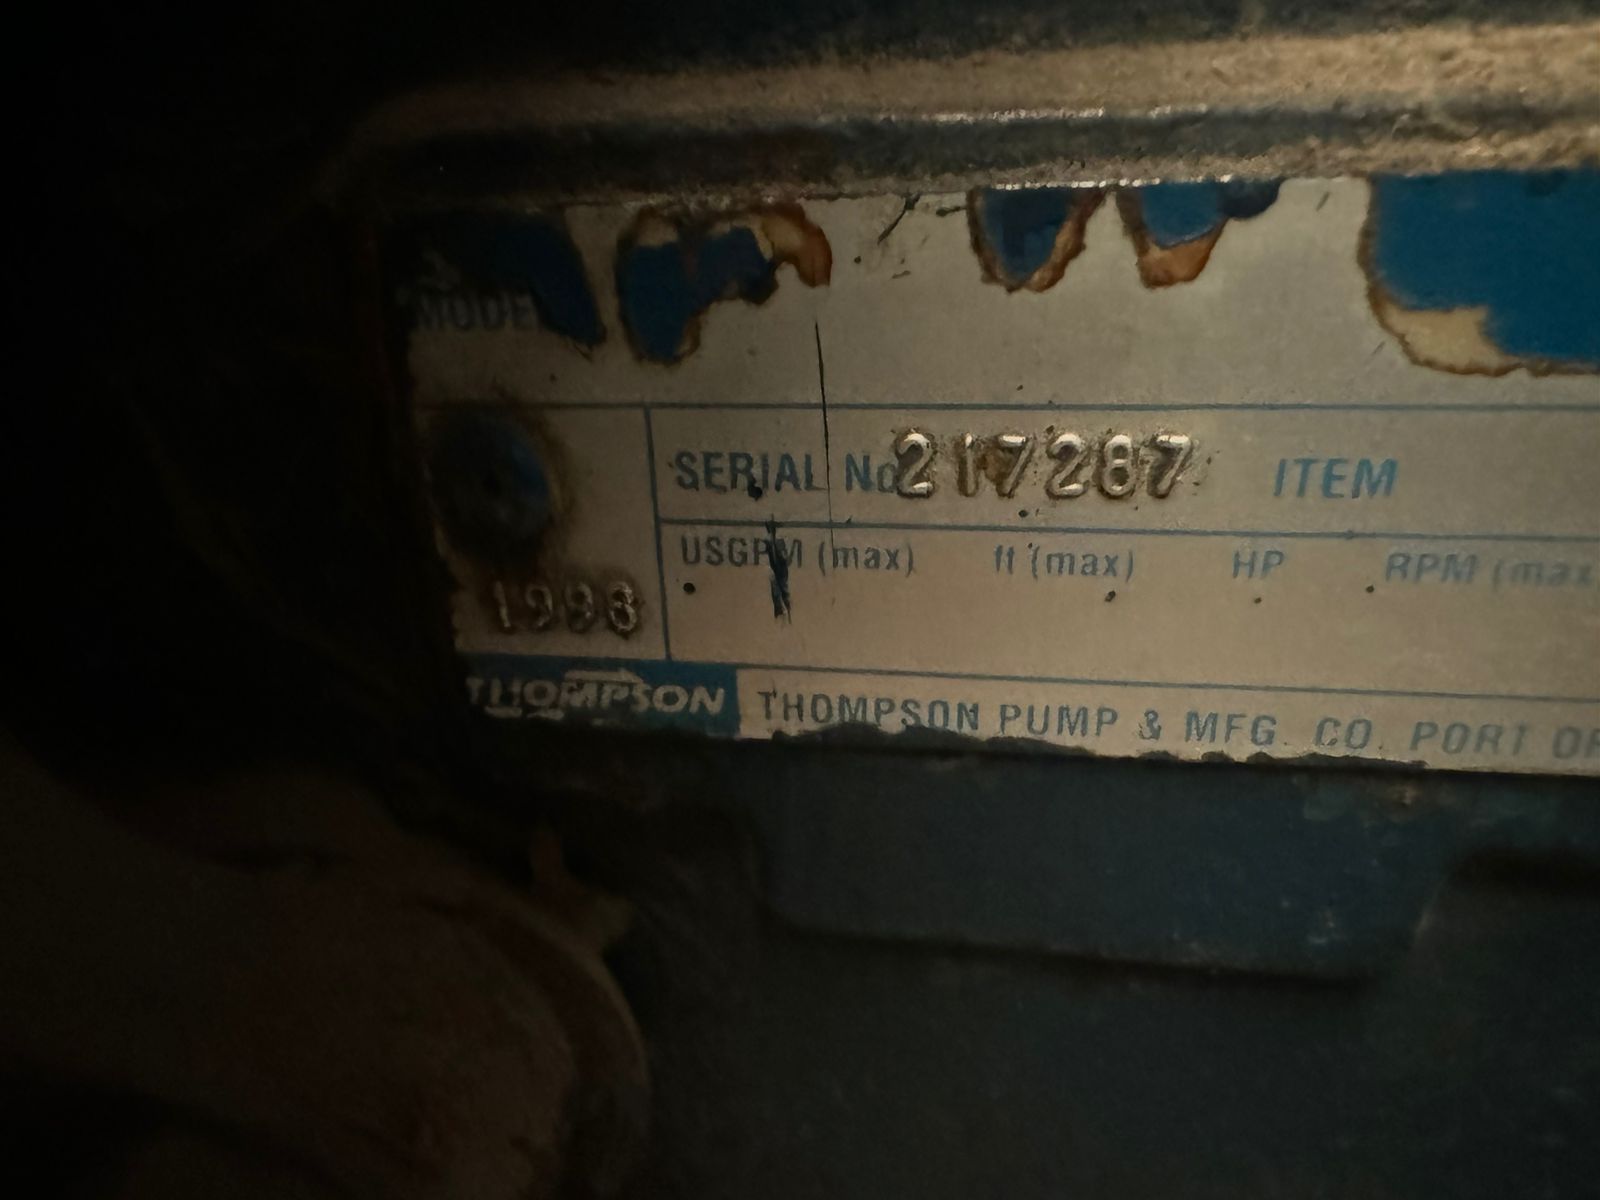 MODE
SERIAL No 217287 ITEM
USGPM (max) ft (max) HP RPM (max
1998
THOMPSON THOMPSON PUMP & MFG. CO. PORT OR